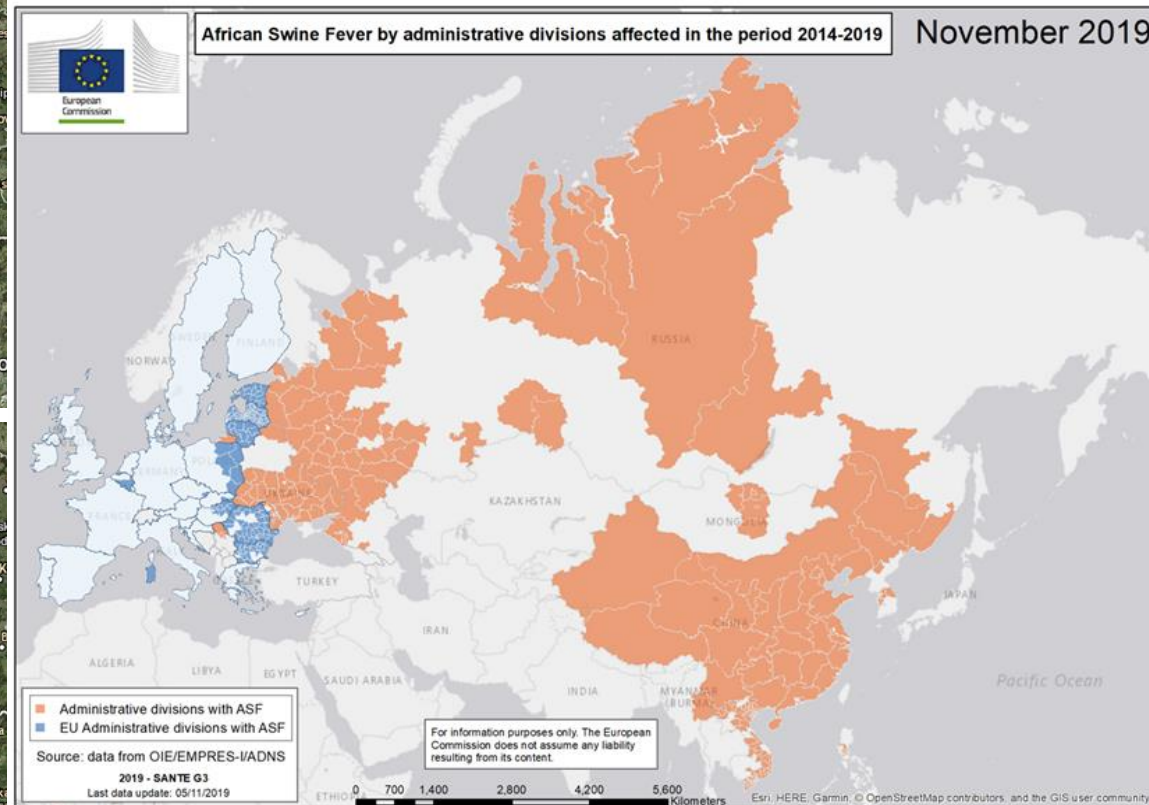 African Swine Fever by administrative divisions affected in the period 2014-2019
November 2019
European
Commission
SWEDEN
FINLAND
NORWAY
RUSSIA
GERMANY
FRANCE
UKRAINE
KAZAKHSTAN
MONGOLIA
TURKEY
CHINA
JAPAN
IRAN
ALGERIA
LIBYA
EGYPT
SAUDI ARABIA
INDIA
MYANMAR
(BURMA)
Pacific Ocean
Administrative divisions with ASF
EU Administrative divisions with ASF
Source: data from OIE/EMPRES-I/ADNS
2019 - SANTE G3
Last data update: 05/11/2019
For information purposes only. The European
Commission does not assume any liability
resulting from its content.
ETHIOPIA
0 700 1,400 2,800 4,200 5,600
Kilometers
Esri, HERE, Garmin, © OpenStreetMap contributors, and the GIS user community